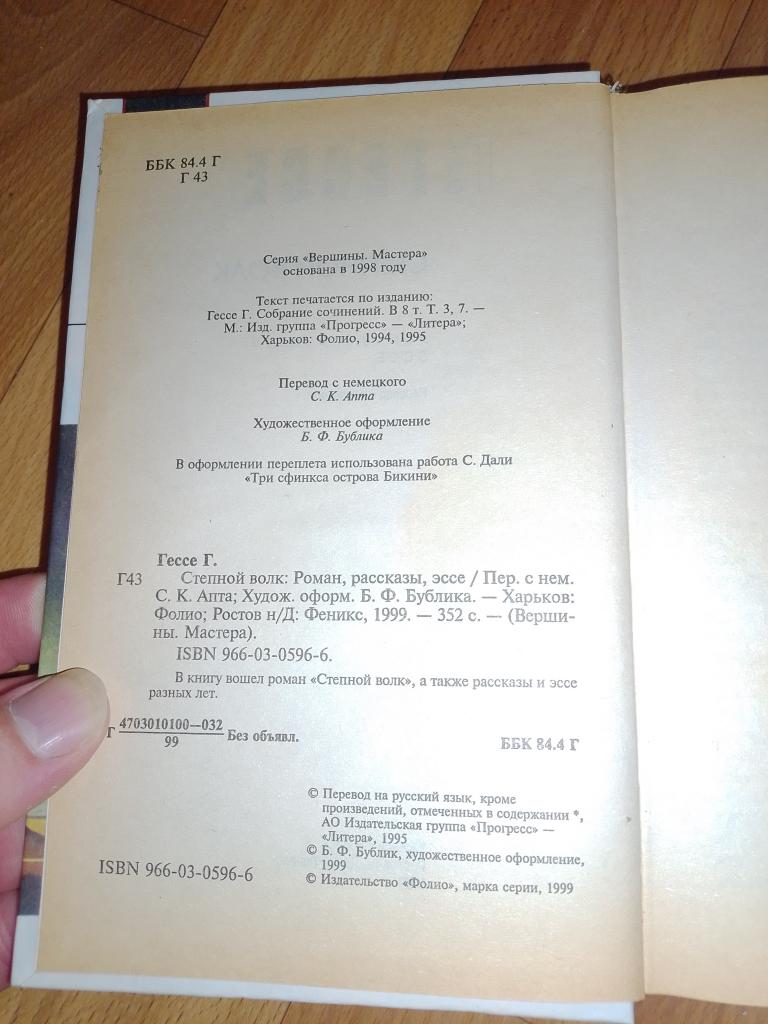 ББК 84.4 Г
Г 43
Серия «Вершины. Мастера»
основана в 1998 году
Текст печатается по изданию:
Гессе Г. Собрание сочинений. В 8 т. Т. 3, 7. —
М.: Изд. группа «Прогресс» — «Литера»;
Харьков: Фолио, 1994, 1995
Перевод с немецкого
С. К. Апта
Художественное оформление
Б. Ф. Бублика
В оформлении переплета использована работа С. Дали
«Три сфинкса острова Бикини»
Гессе Г.
Г43 Степной волк: Роман, рассказы, эссе / Пер. с нем.
С. К. Апта; Худож. оформ. Б. Ф. Бублика. — Харьков:
Фолио; Ростов н/Д: Феникс, 1999. — 352 с. — (Верши-
ны. Мастера).
ISBN 966-03-0596-6.
В книгу вошел роман «Степной волк», а также рассказы и эссе
разных лет.
Г 4703010100—032 Без объявл.
99
ББК 84.4 Г
© Перевод на русский язык, кроме
произведений, отмеченных в содержании *,
АО Издательская группа «Прогресс» —
«Литера», 1995
© Б. Ф. Бублик, художественное оформление,
1999
© Издательство «Фолио», марка серии, 1999
ISBN 966-03-0596-6